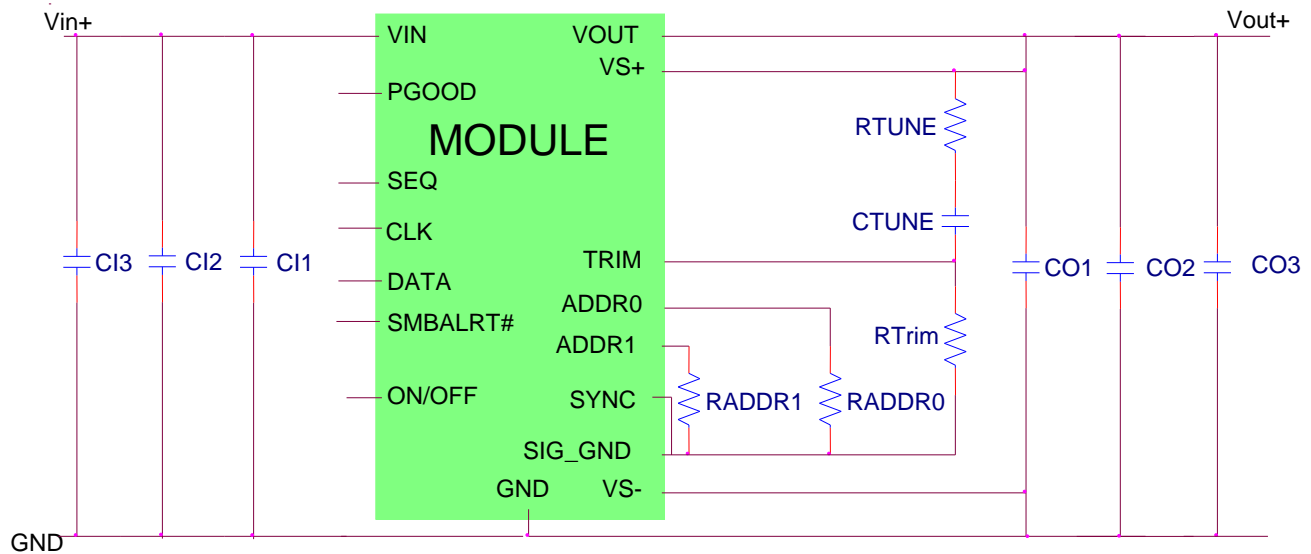 Vin+
Vout+
VIN
VOUT
VS+
PGOOD
RTUNE
MODULE
SEQ
CTUNE
CLK
TRIM
CI3
CI2
CI1
CO1
CO2
CO3
DATA
ADDR0
SMBALRT#
RTrim
ADDR1
ON/OFF
SYNC
RADDR1
RADDR0
SIG_GND
GND
VS-
GND